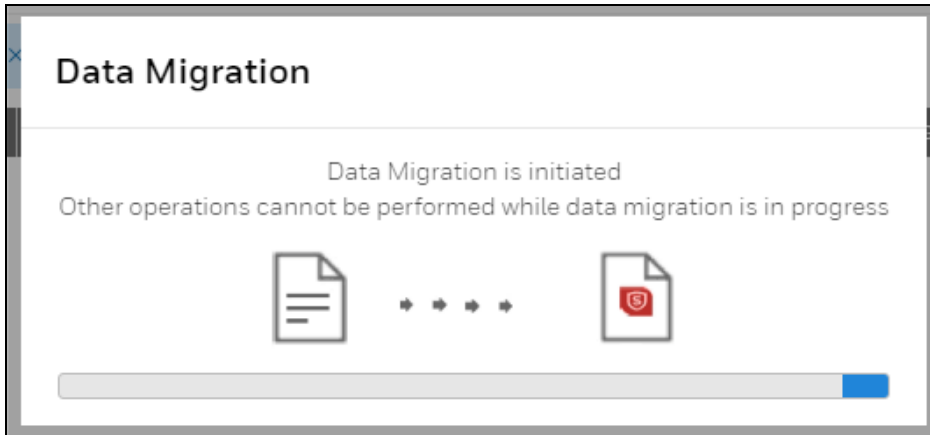 Data Migration
Data Migration is initiated
Other operations cannot be performed while data migration is in progress
S